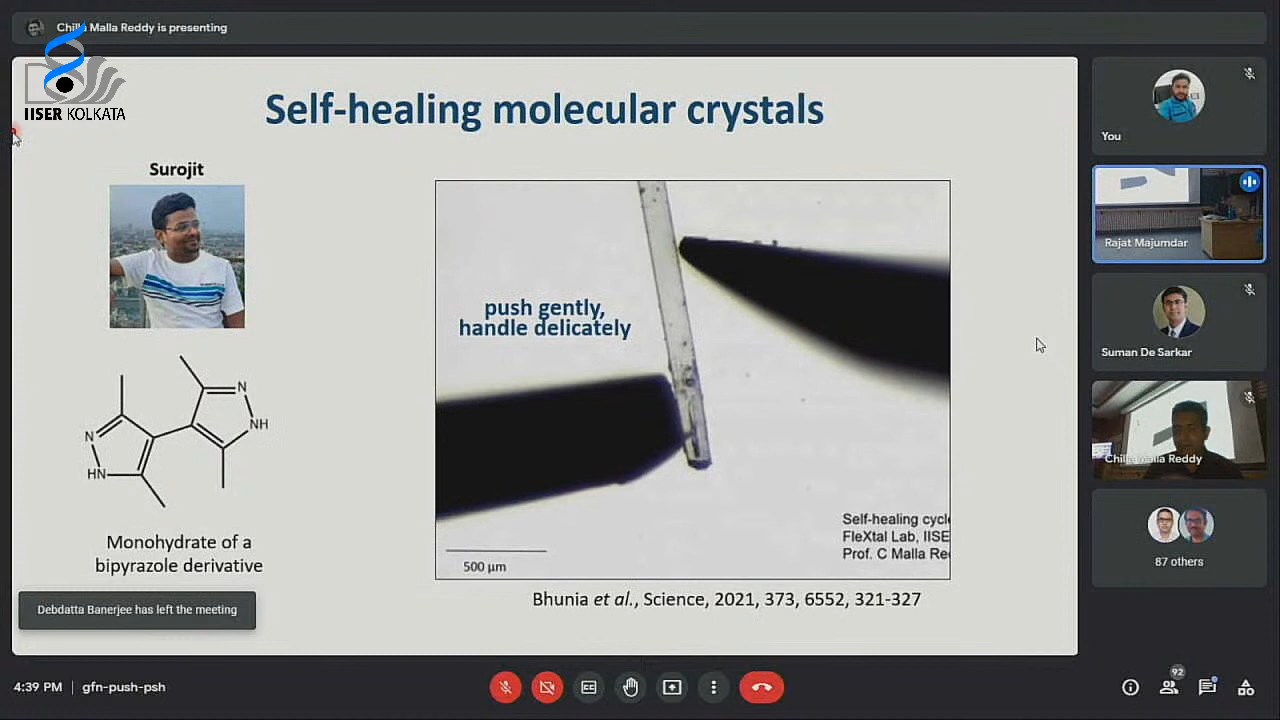 Chilla Malla Reddy is presenting
IISER KOLKATA
Self-healing molecular crystals
Surojit
push gently,
handle delicately
N
NH
N
HN
Monohydrate of a
bipyrazole derivative
Self-healing cycl
FleXtal Lab, IISE
Prof. C Malla Re
500 µm
Bhunia et al., Science, 2021, 373, 6552, 321-327
Debdatta Banerjee has left the meeting
You
Rajat Majumdar
Suman De Sarkar
Chilla Malla Reddy
87 others
4:39 PM | gfn-push-psh
CC
92